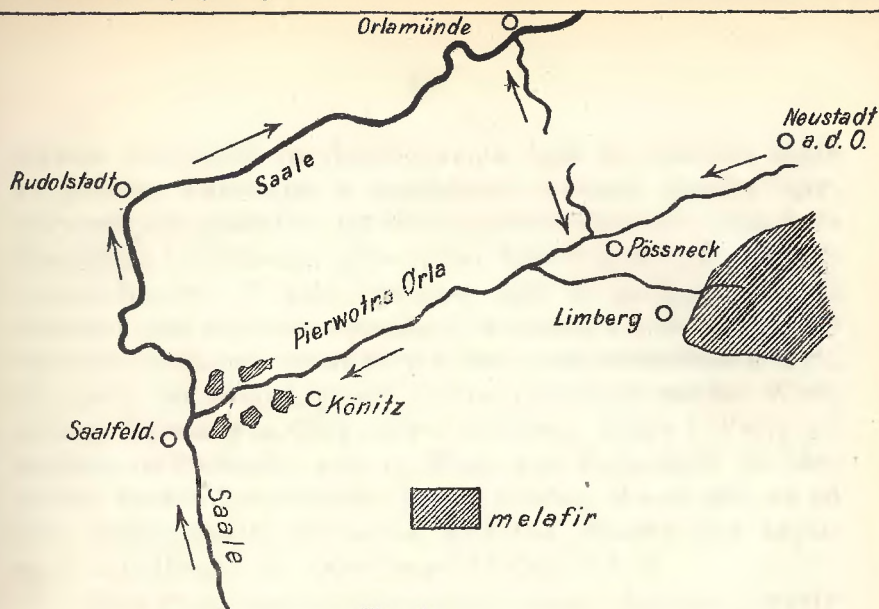 Orlamünde
Neustadt
a.d.O.
Rudolstadt
Saale
Pössneck
Pierwotna Orla
Limberg
Könitz
Saalfeld.
Saale
melafir